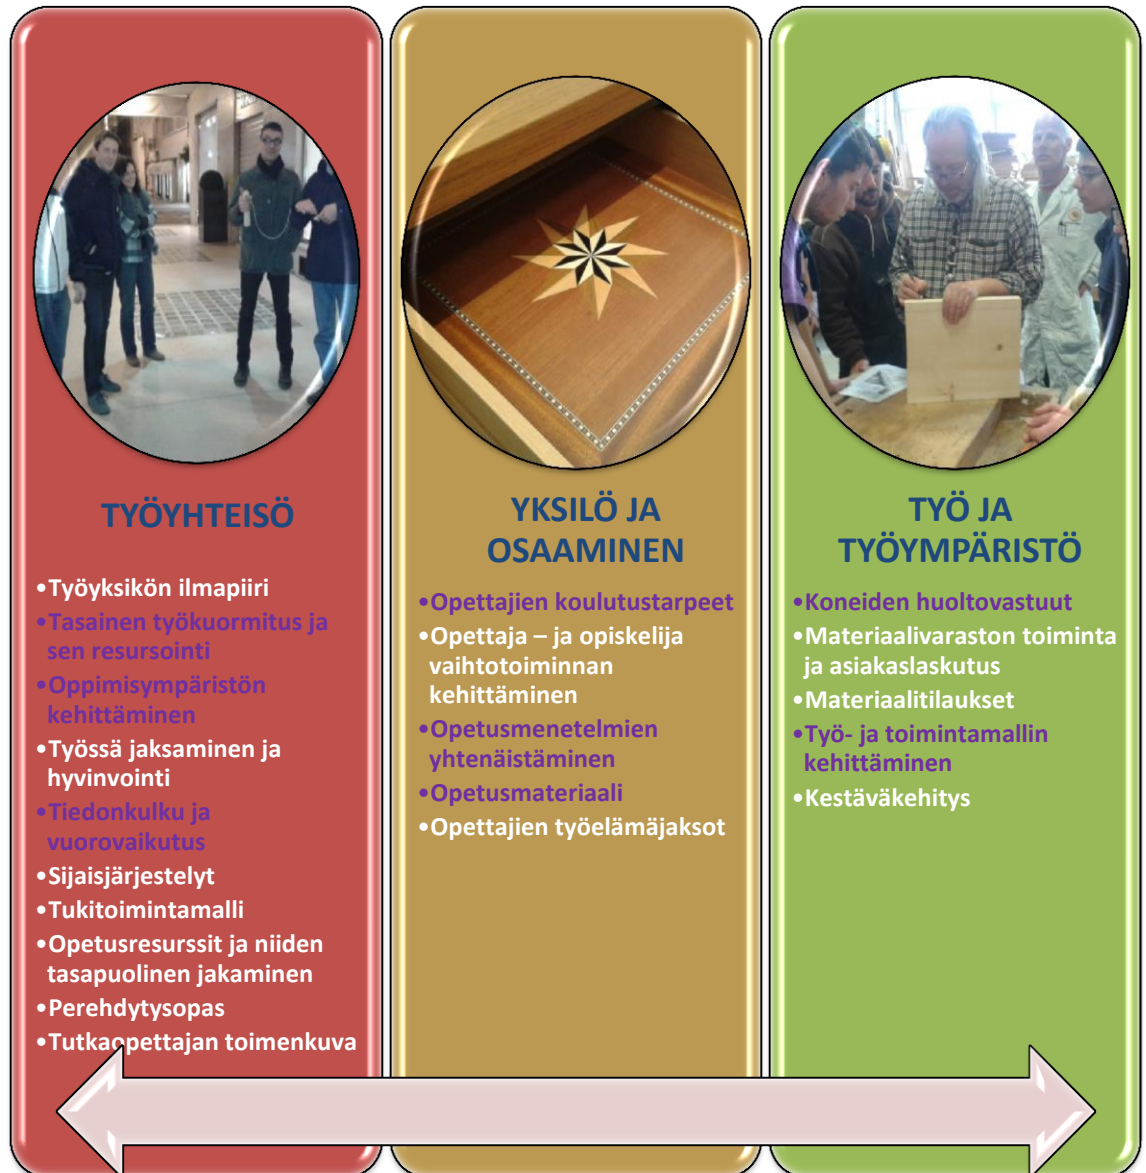 TYÖYHTEISÖ
•Työyksikön ilmapiiri
•Tasainen työkuormitus ja
sen resursointi
•Oppimisympäristön
kehittäminen
•Työssä jaksaminen ja
hyvinvointi
•Tiedonkulku ja
vuorovaikutus
•Sijaisjärjestelyt
•Tukitoimintamalli
•Opetusresurssit ja niiden
tasapuolinen jakaminen
•Perehdytysopas
•Tutkaopettajan toimenkuva
YKSILÖ JA
OSAAMINEN
•Opettajien koulutustarpeet
•Opettaja – ja opiskelija
vaihtotoiminnan
kehittäminen
•Opetusmenetelmien
yhtenäistäminen
•Opetusmateriaali
•Opettajien työelämäjaksot
TYÖ JA
TYÖYMPÄRISTÖ
•Koneiden huoltovastuut
•Materiaalivaraston toiminta
ja asiakaslaskutus
•Materiaalitilaukset
•Työ- ja toimintamallin
kehittäminen
•Kestäväkehitys